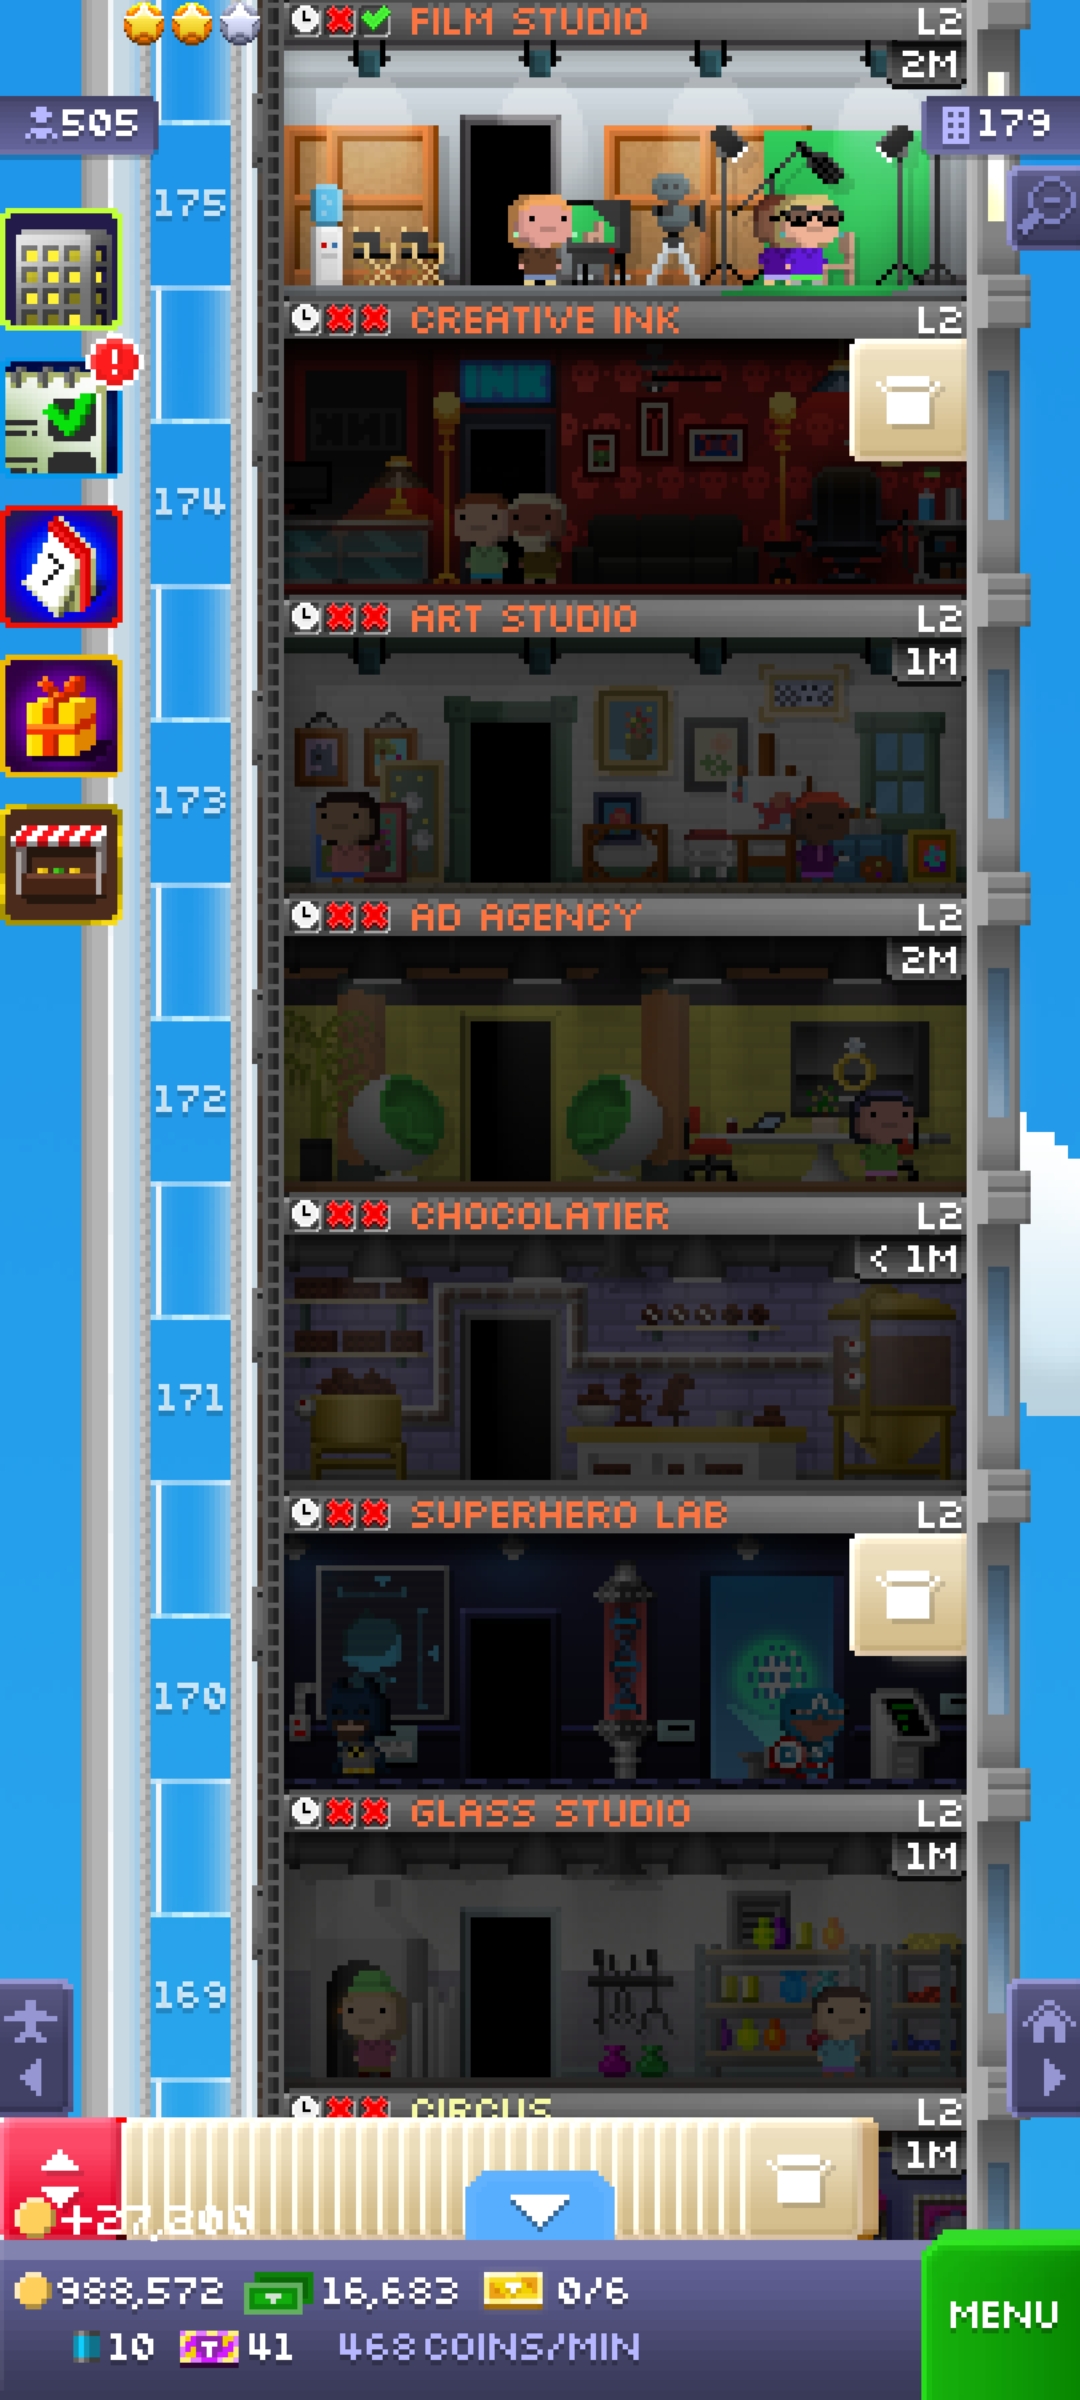 FILM STUDIO L2
2M
505
179
175
CREATIVE INK L2
INK
174
ART STUDIO L2
1M
173
AD AGENCY L2
2M
172
CHOCOLATIER L2
< 1M
171
SUPERHERO LAB L2
170
GLASS STUDIO L2
1M
169
CIRCUS L2
1M
988,572 16,683 0/6
MENU
10 41 468 COINS/MIN